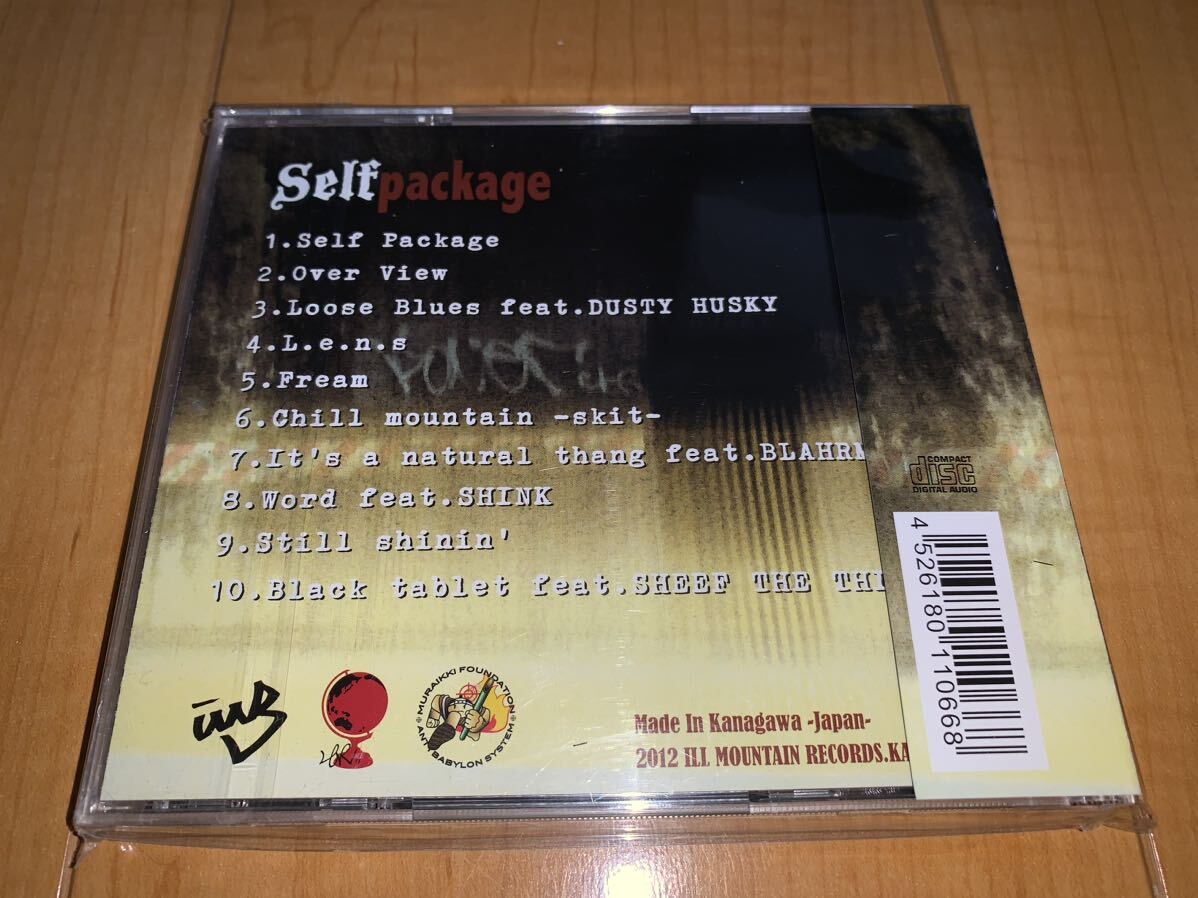 Self package
1.Self Package
2.Over View
3.Loose Blues feat.DUSTY HUSKY
4.L.e.n.s
5.Fream
6.Chill mountain -skit-
7.It's a natural thang feat.BLAHRM
8.Word feat.SHINK
9.Still shinin'
10.Black tablet feat.SHEEF THE THI
COMPACT
disc
DIGITAL AUDIO
4 526180 110668
MURAIKKI FOUNDATION
ANTI BABYLON SYSTEM
Made In Kanagawa -Japan-
2012 ILL MOUNTAIN RECORDS.KA